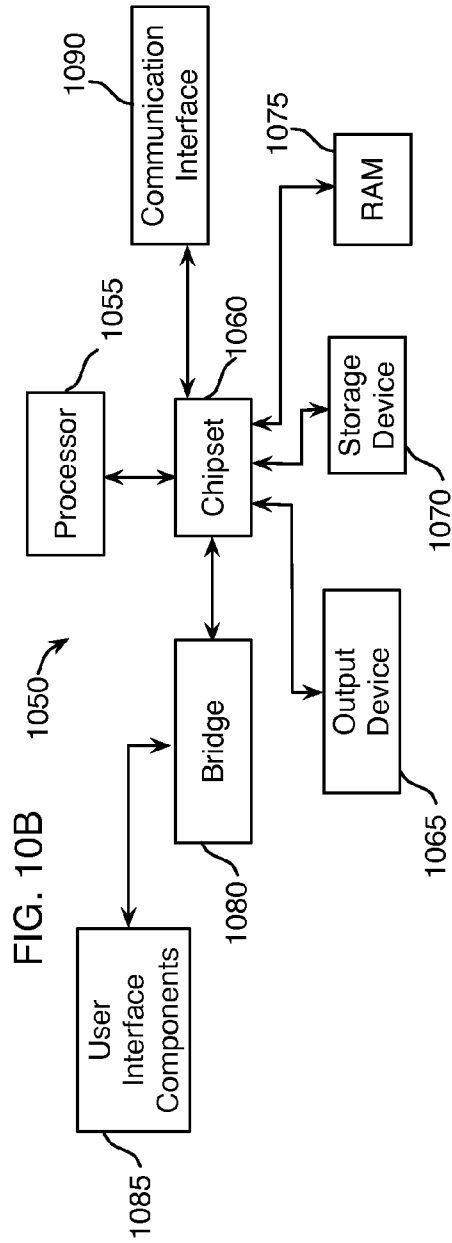 FIG. 10B
1050
1055
Processor
1090
Communication
Interface
1085
User
Interface
Components
1080
Bridge
1060
Chipset
1065
Output
Device
1070
Storage
Device
1075
RAM